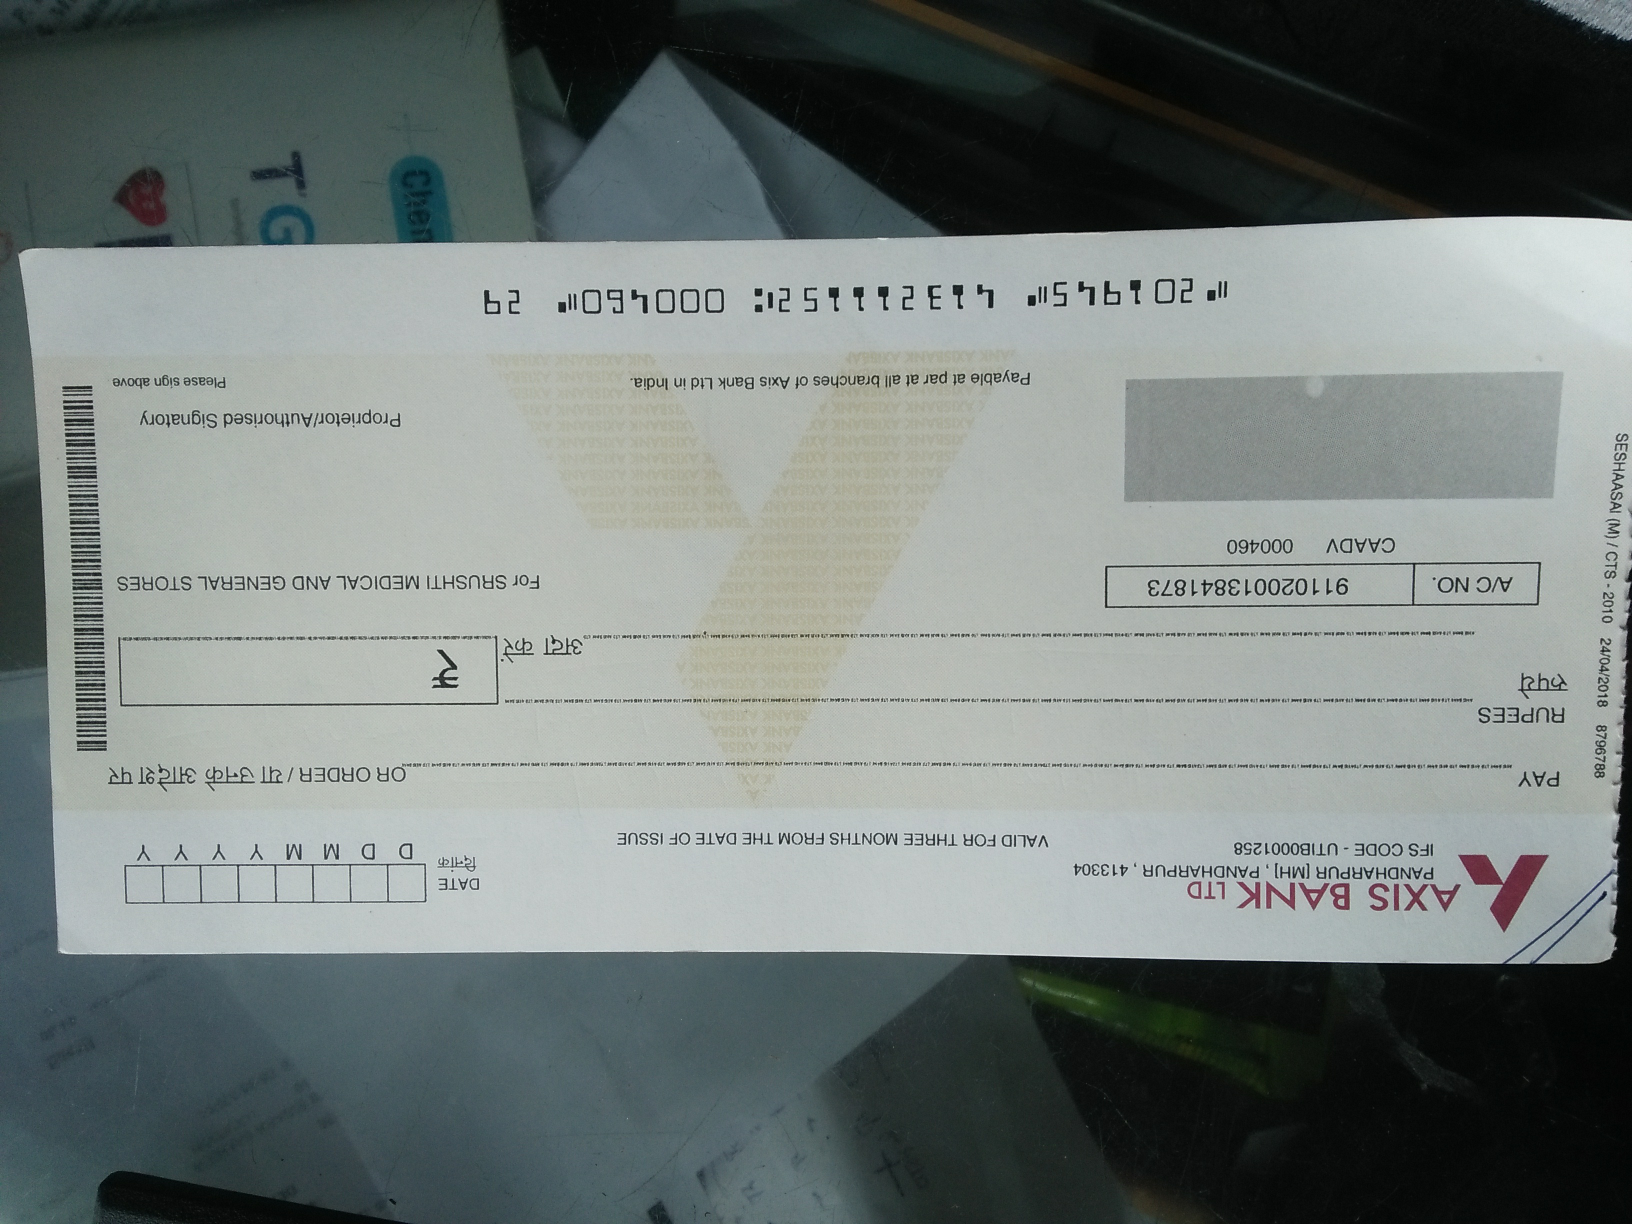 AXIS BANK LTD
PANDHARPUR [MH], PANDHARPUR, 413304
IFS CODE - UTIB0001258
VALID FOR THREE MONTHS FROM THE DATE OF ISSUE
DATE
दिनांक
D D M M Y Y Y Y
PAY
OR ORDER / या उनके आदेश पर
RUPEES
रुपये
अदा करें
₹
A/C NO. 911020013841873
For SRUSHTI MEDICAL AND GENERAL STORES
CAADV 000460
Proprietor/Authorised Signatory
Payable at par at all branches of Axis Bank Ltd in India.
Please sign above
⑈201945⑈ 413211152⑆ 000460⑈ 29
SESHAASAI (M) / CTS - 2010 24/04/2018 8796788